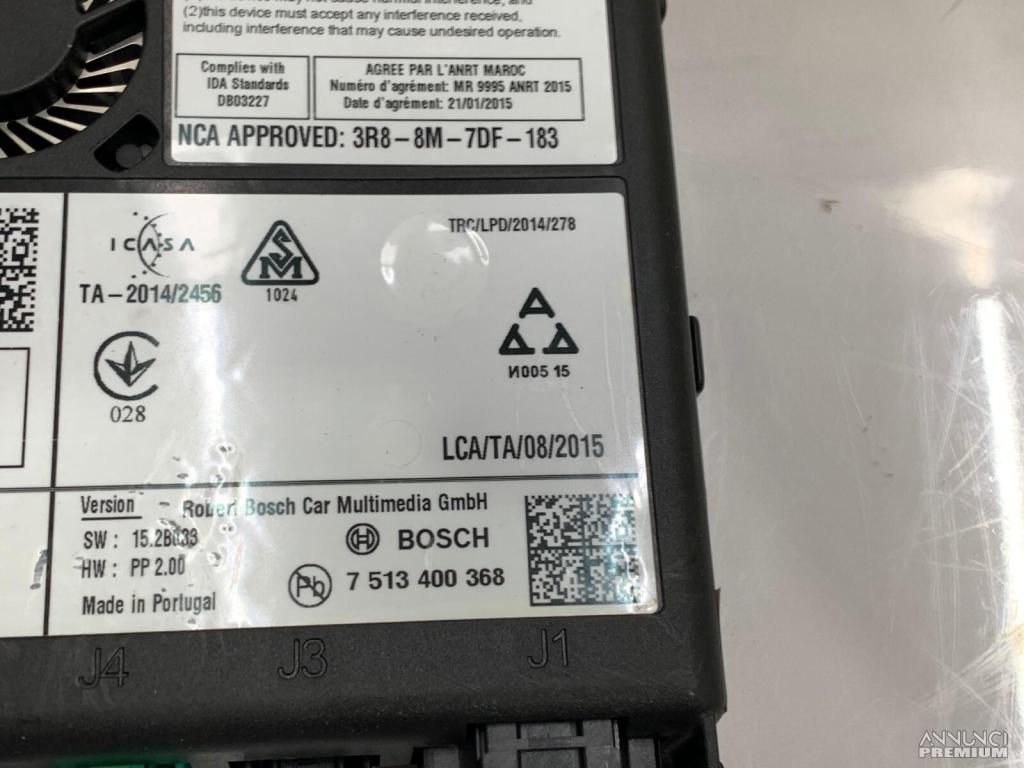 (2)this device must accept any interference received,
including interference that may cause undesired operation.
Complies with
IDA Standards
DB03227
AGREE PAR L'ANRT MAROC
Numéro d'agrément: MR 9995 ANRT 2015
Date d'agrément: 21/01/2015
NCA APPROVED: 3R8-8M-7DF-183
ICASA
TA-2014/2456
SM
1024
TRC/LPD/2014/278
028
И005 15
LCA/TA/08/2015
Version
SW: 15.2B033
HW: PP 2.00
Made in Portugal
Robert Bosch Car Multimedia GmbH
BOSCH
Pb
7 513 400 368
J4
J3
J1
ANNUNCI
PREMIUM